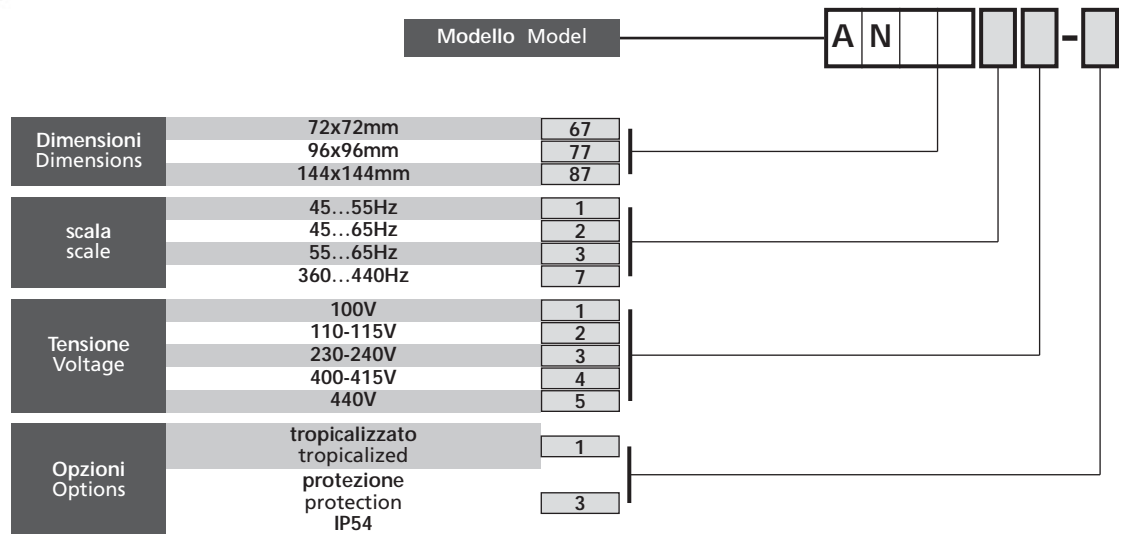 Modello Model
A N -
Dimensioni
Dimensions
72x72mm 67
96x96mm 77
144x144mm 87
scala
scale
45...55Hz 1
45...65Hz 2
55...65Hz 3
360...440Hz 7
Tensione
Voltage
100V 1
110-115V 2
230-240V 3
400-415V 4
440V 5
Opzioni
Options
tropicalizzato
tropicalized
1
protezione
protection 3
IP54